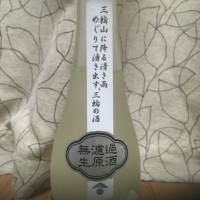 三輪山に降る清き雨
めぐりて湧き出す、三輪の酒
無濾過
生原酒